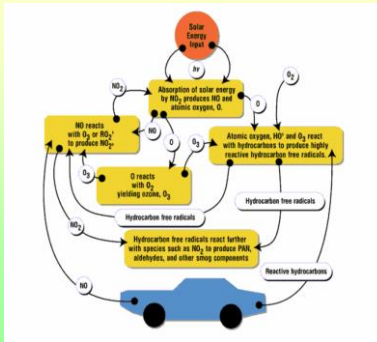 Solar
Energy
Input
hν
NO₂
O₂
Absorption of solar energy
by NO₂ produces NO and
atomic oxygen, O.
O
NO
O
NO reacts
with O₃ or RO₂•
to produce NO₂.
O₃
Atomic oxygen, HO• and O₃ react
with hydrocarbons to produce highly
reactive hydrocarbon free radicals.
O₃
O reacts
with O₂
yielding ozone, O₃
Hydrocarbon free radicals
Hydrocarbon free radicals
NO₂
Hydrocarbon free radicals react further
with species such as NO₂ to produce PAN,
aldehydes, and other smog components
Reactive hydrocarbons
NO